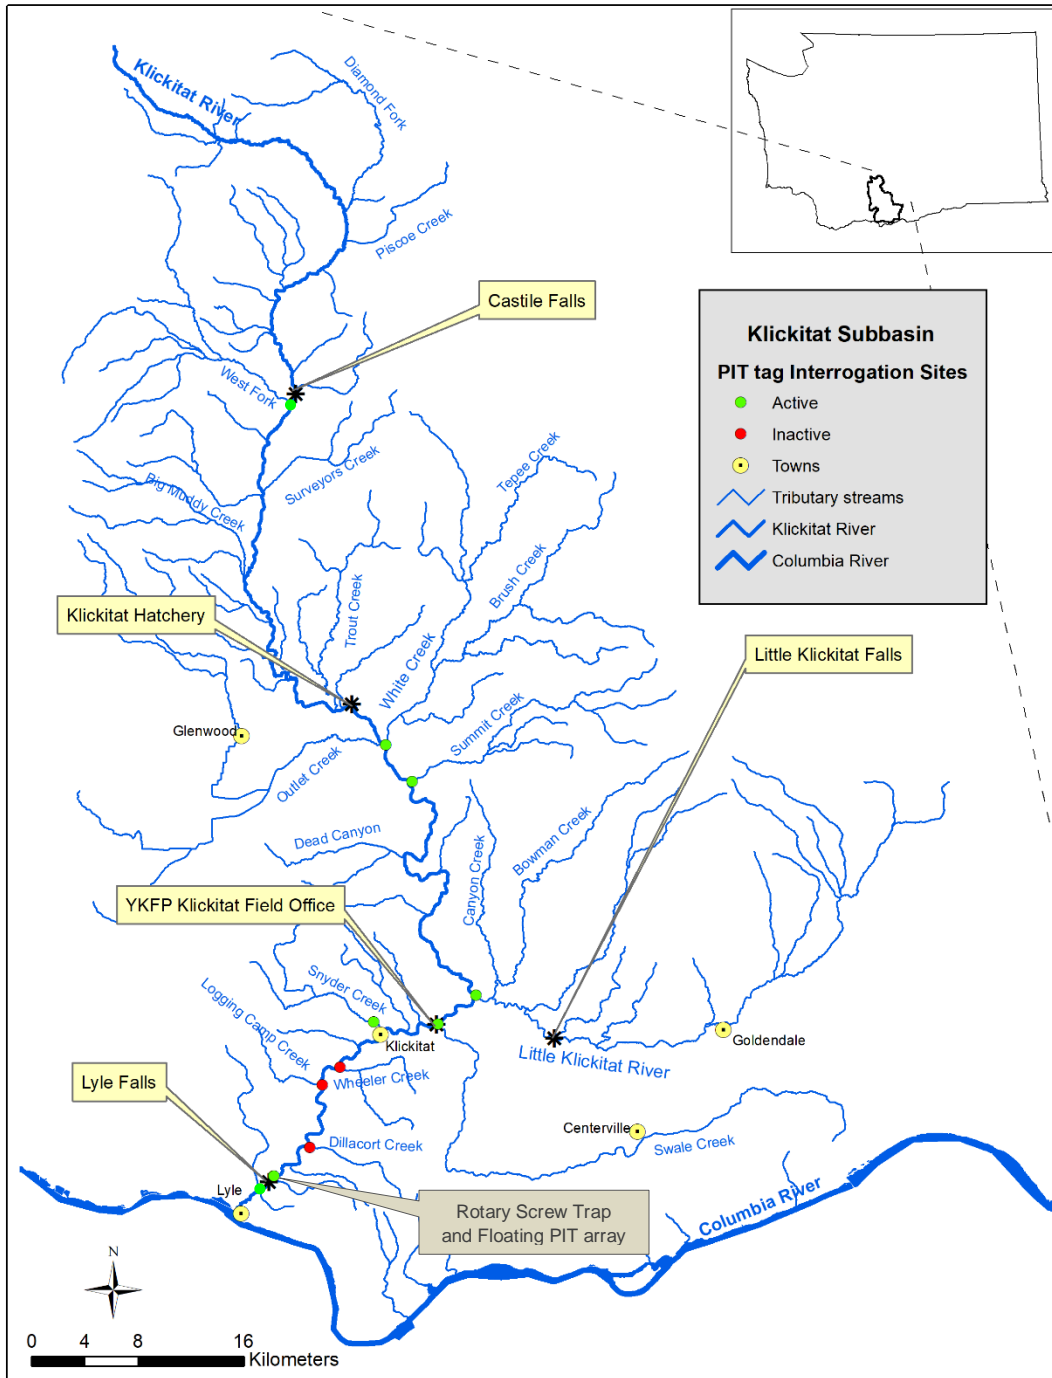 Klickitat River
Diamond Fork
Piscoe Creek
Castile Falls
West Fork
Klickitat Subbasin
PIT tag Interrogation Sites
Active
Inactive
Towns
Tributary streams
Klickitat River
Columbia River
Big Muddy Creek
Surveyors Creek
Tepee Creek
Brush Creek
Trout Creek
Klickitat Hatchery
White Creek
Little Klickitat Falls
Glenwood
Summit Creek
Outlet Creek
Dead Canyon
Canyon Creek
Bowman Creek
YKFP Klickitat Field Office
Snyder Creek
Logging Camp Creek
Klickitat
Goldendale
Little Klickitat River
Wheeler Creek
Lyle Falls
Centerville
Swale Creek
Dillacort Creek
Lyle
Rotary Screw Trap
and Floating PIT array
Columbia River
N
0 4 8 16
Kilometers